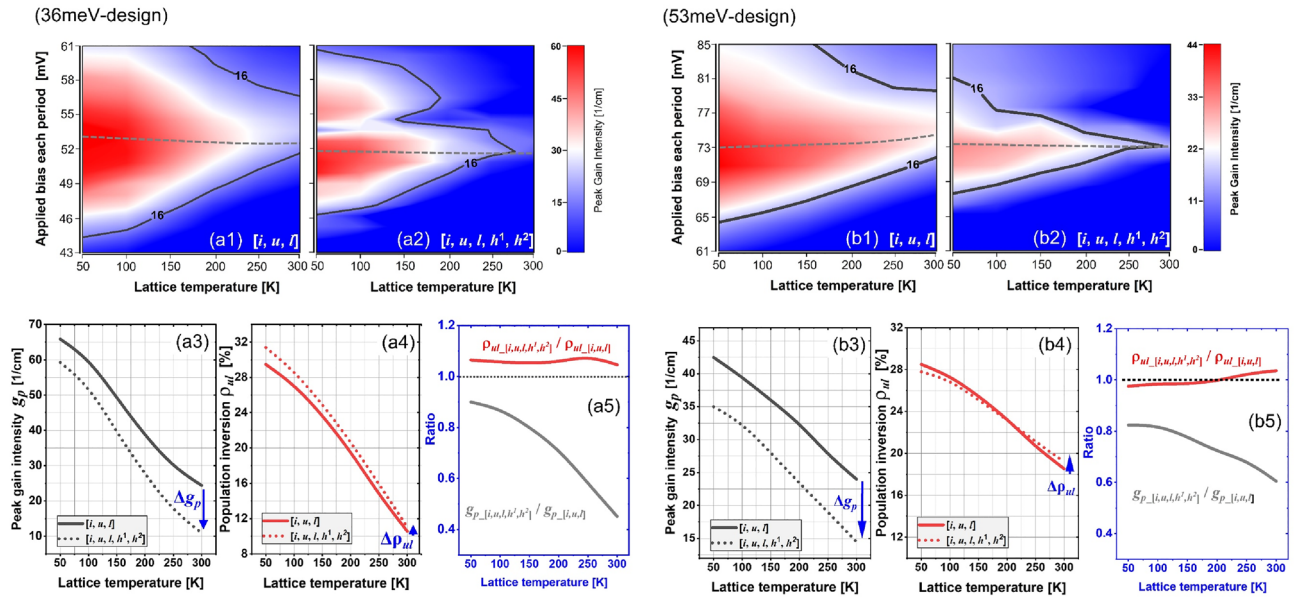 (36meV-design)
(53meV-design)
Applied bias each period [mV]
61
58
55
52
49
46
43
16
16
(a1) [i, u, l]
50 100 150 200 250 300
Lattice temperature [K]
16
16
(a2) [i, u, l, h¹, h²]
50 100 150 200 250 300
Lattice temperature [K]
60
45
30
15
0
Peak Gain Intensity [1/cm]
Applied bias each period [mV]
85
81
77
73
69
65
61
16
16
(b1) [i, u, l]
50 100 150 200 250 300
Lattice temperature [K]
16
16
(b2) [i, u, l, h¹, h²]
50 100 150 200 250 300
Lattice temperature [K]
44
33
22
11
0
Peak Gain Intensity [1/cm]
Peak gain intensity gₚ [1/cm]
70
60
50
40
30
20
10
(a3)
Δgₚ
[i, u, l]
[i, u, l, h¹, h²]
50 100 150 200 250 300
Lattice temperature [K]
Population inversion ρ_ul [%]
32
28
24
20
16
12
8
(a4)
Δρ_ul
[i, u, l]
[i, u, l, h¹, h²]
50 100 150 200 250 300
Lattice temperature [K]
Ratio
1.2
1.0
0.8
0.6
0.4
ρ_ul_[i,u,l,h¹,h²] / ρ_ul_[i,u,l]
(a5)
g_p_[i,u,l,h¹,h²] / g_p_[i,u,l]
50 100 150 200 250 300
Lattice temperature [K]
Peak gain intensity gₚ [1/cm]
45
40
35
30
25
20
15
(b3)
Δgₚ
[i, u, l]
[i, u, l, h¹, h²]
50 100 150 200 250 300
Lattice temperature [K]
Population inversion ρ_ul [%]
34
30
26
22
18
14
10
(b4)
Δρ_ul
[i, u, l]
[i, u, l, h¹, h²]
50 100 150 200 250 300
Lattice temperature [K]
Ratio
1.2
1.0
0.8
0.6
0.4
ρ_ul_[i,u,l,h¹,h²] / ρ_ul_[i,u,l]
(b5)
g_p_[i,u,l,h¹,h²] / g_p_[i,u,l]
50 100 150 200 250 300
Lattice temperature [K]